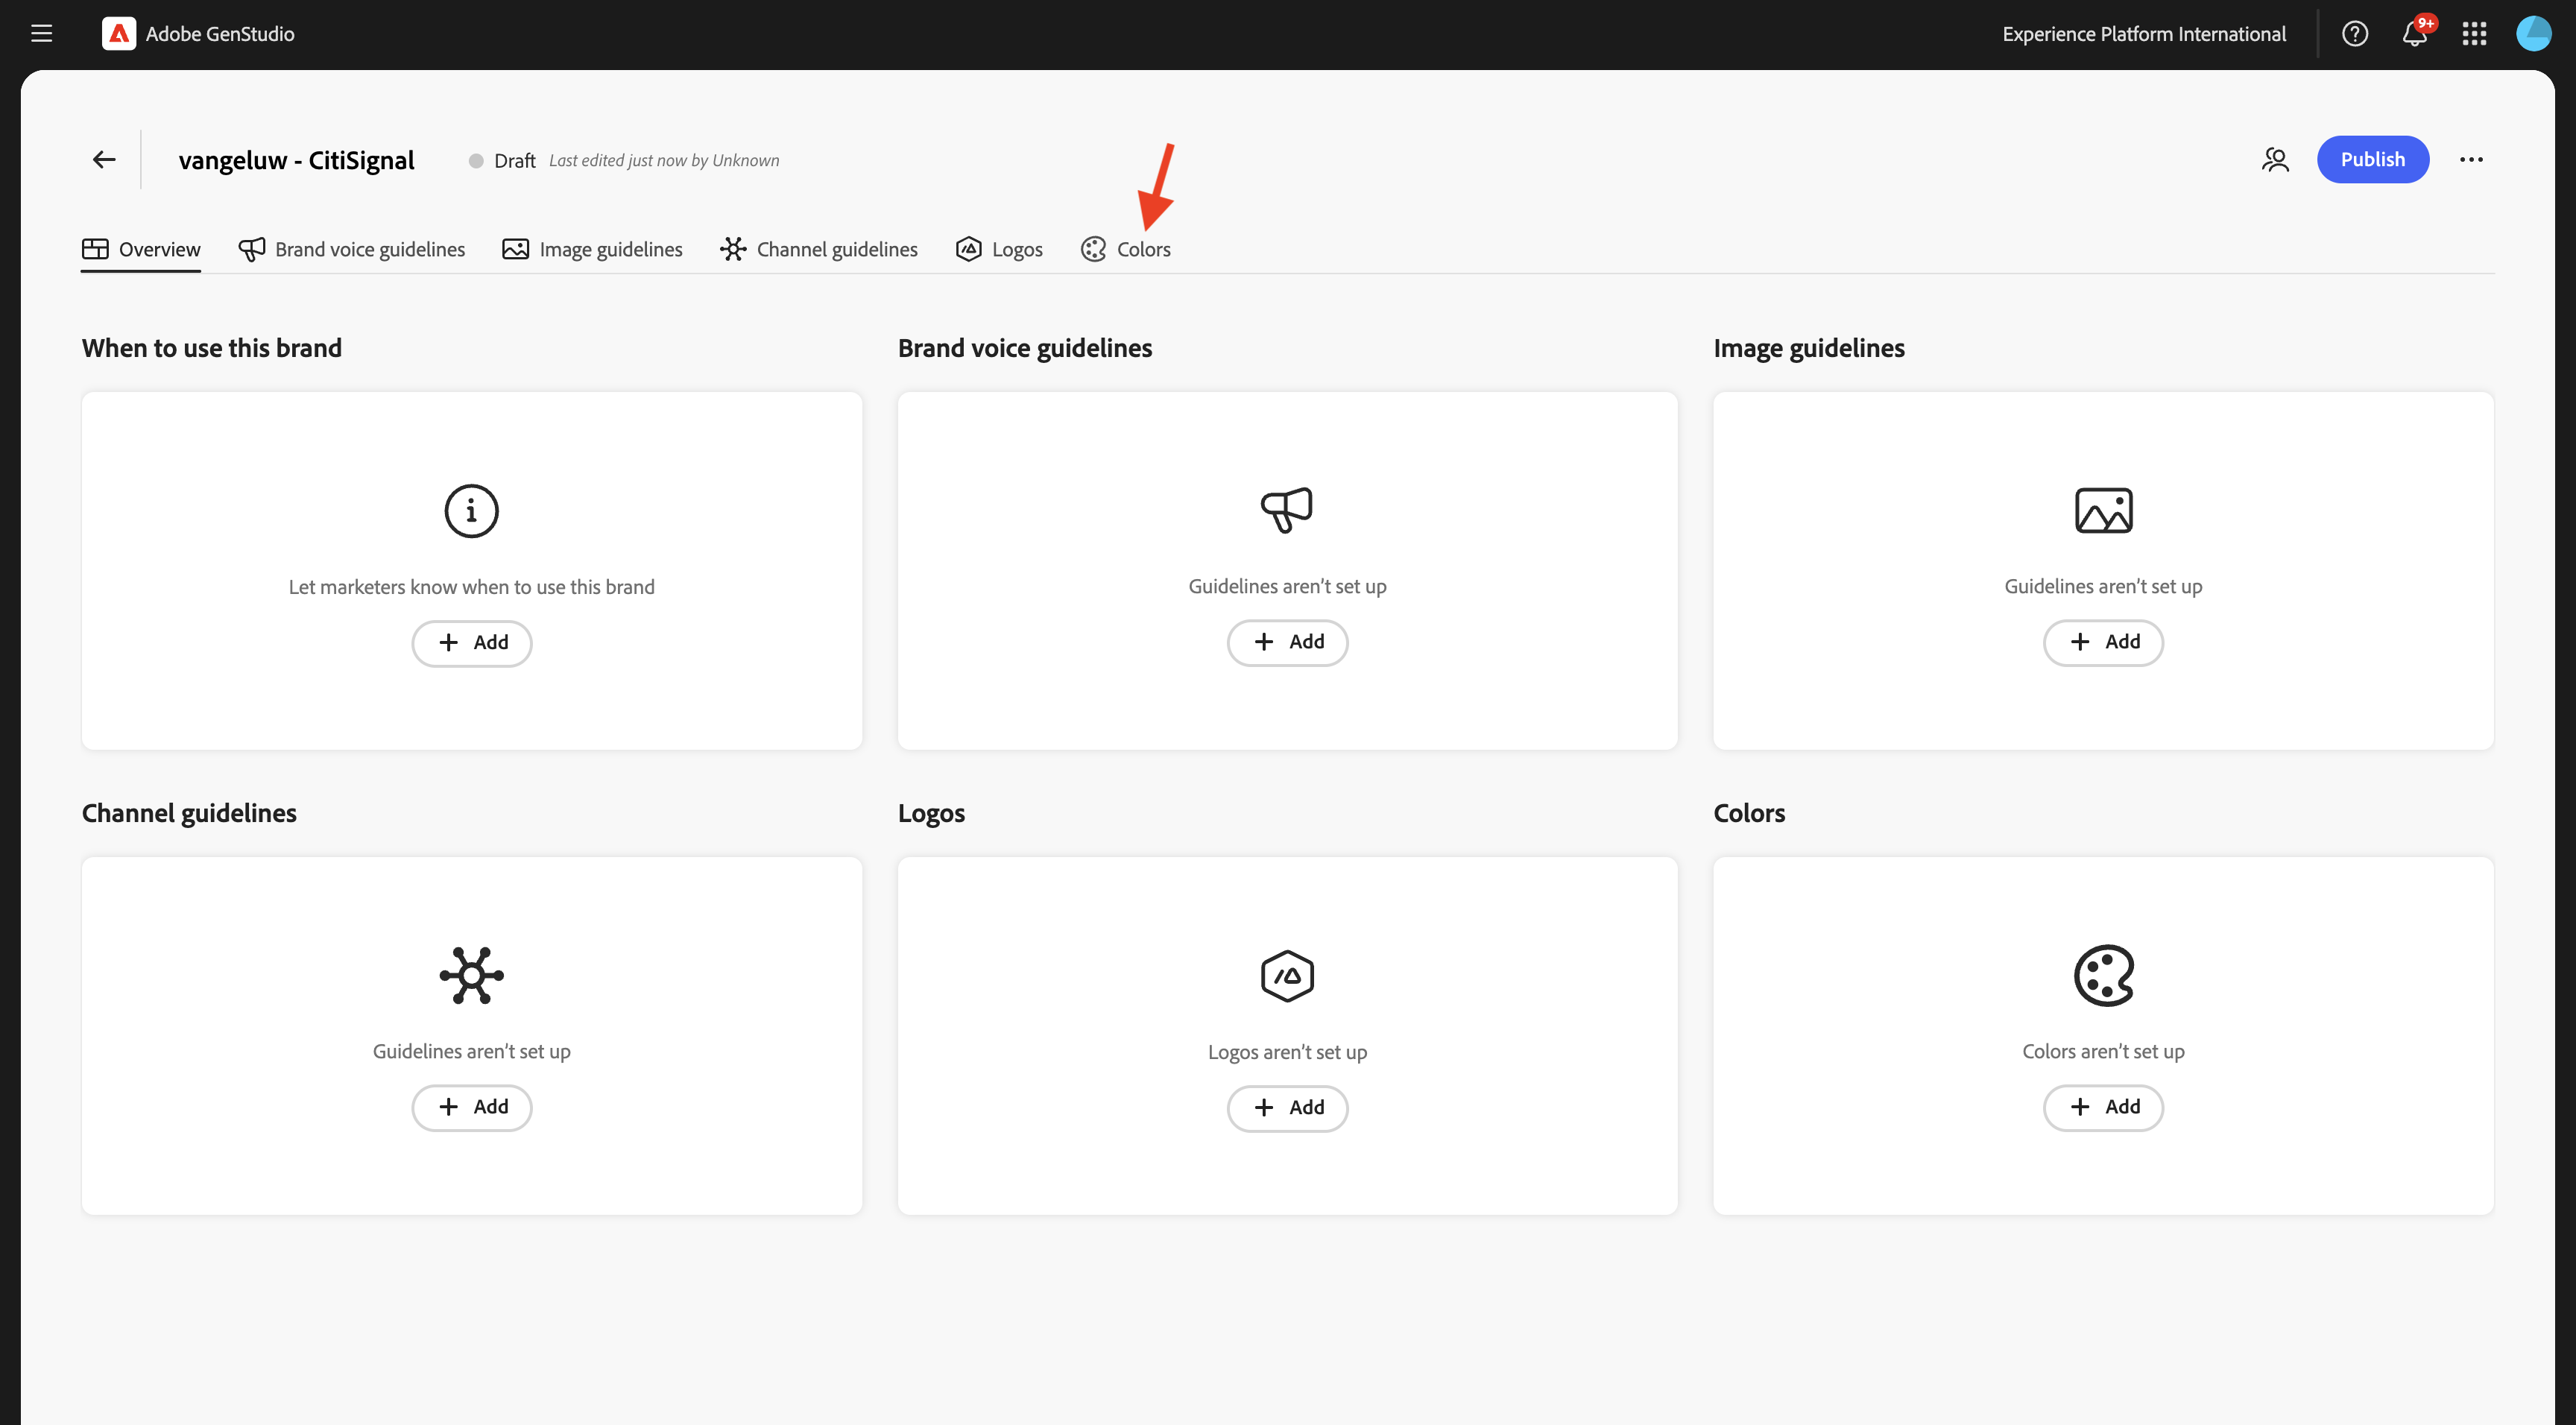 Adobe GenStudio
Experience Platform International
9+
vangeluw - CitiSignal
Draft
Last edited just now by Unknown
Publish
Overview
Brand voice guidelines
Image guidelines
Channel guidelines
Logos
Colors
When to use this brand
Brand voice guidelines
Image guidelines
Let marketers know when to use this brand
Guidelines aren't set up
Guidelines aren't set up
Add
Add
Add
Channel guidelines
Logos
Colors
Guidelines aren't set up
Logos aren't set up
Colors aren't set up
Add
Add
Add